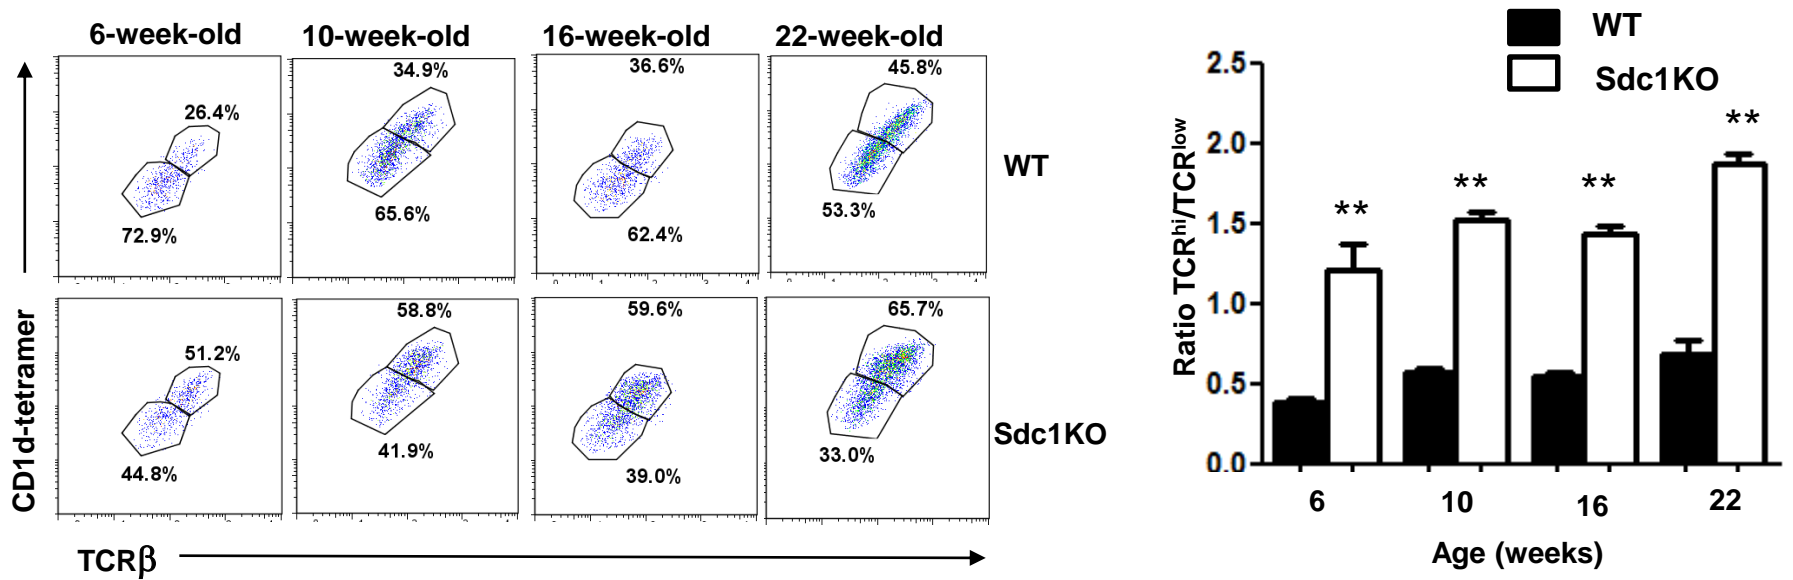 6-week-old 10-week-old 16-week-old 22-week-old
26.4% 34.9% 36.6% 45.8%
72.9% 65.6% 62.4% 53.3%
WT
51.2% 58.8% 59.6% 65.7%
44.8% 41.9% 39.0% 33.0%
Sdc1KO
CD1d-tetramer
TCRβ
WT
Sdc1KO
Ratio TCRhi/TCRlow
2.5
2.0
1.5
1.0
0.5
0.0
** ** ** **
6 10 16 22
Age (weeks)